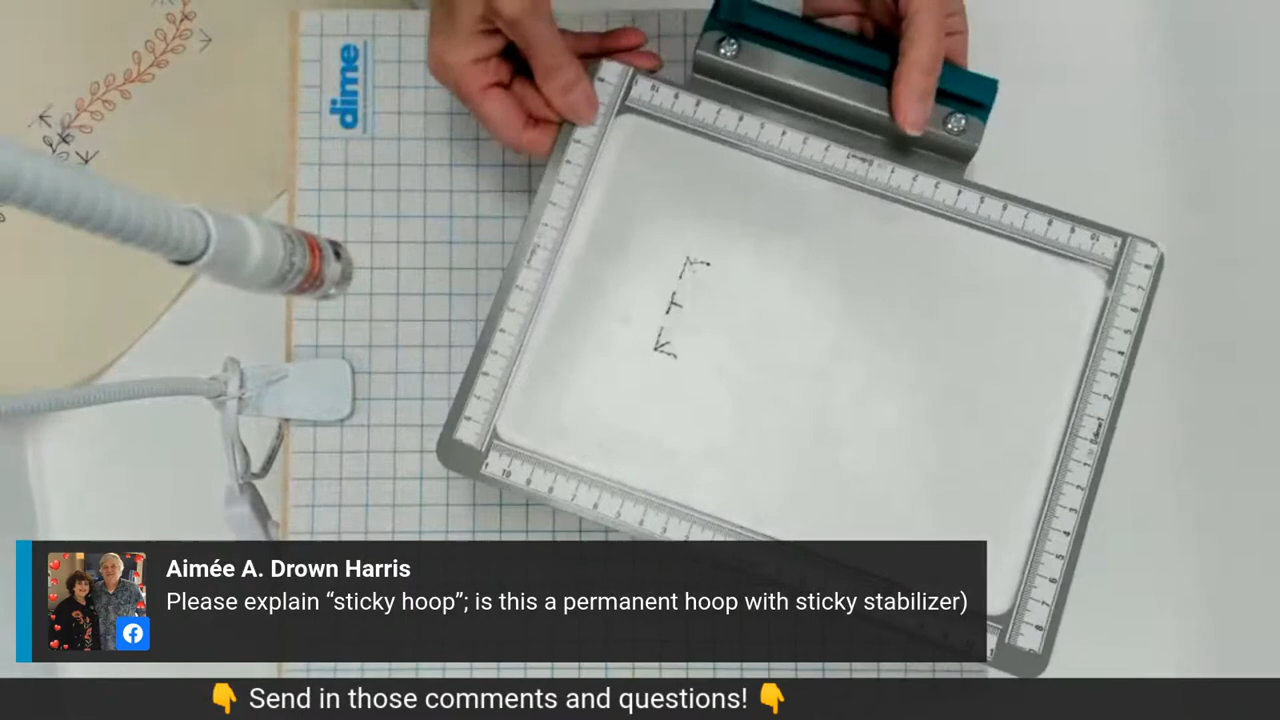 dime
Aimée A. Drown Harris
Please explain “sticky hoop”; is this a permanent hoop with sticky stabilizer)
👇 Send in those comments and questions! 👇